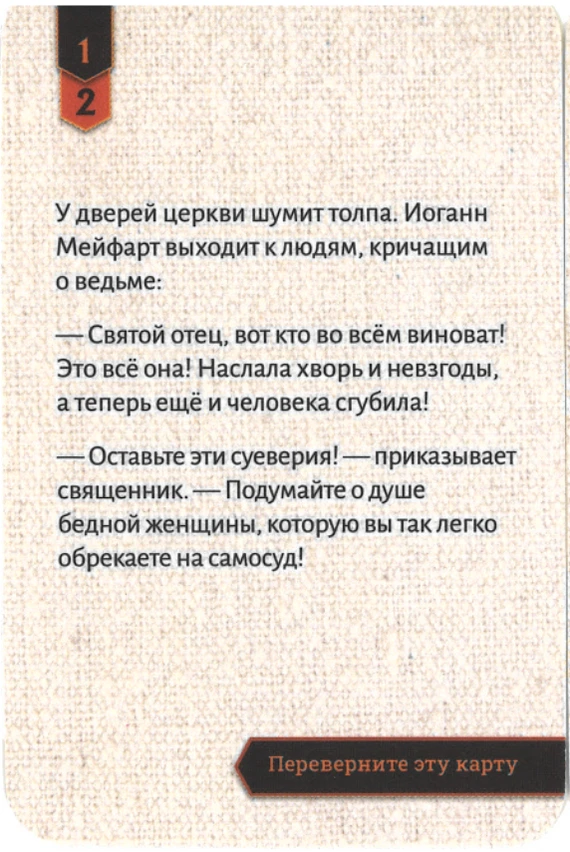 1
2
У дверей церкви шумит толпа. Иоганн
Мейфарт выходит к людям, кричащим
о ведьме:
— Святой отец, вот кто во всём виноват!
Это всё она! Наслала хворь и невзгоды,
а теперь ещё и человека сгубила!
— Оставьте эти суеверия! — приказывает
священник. — Подумайте о душе
бедной женщины, которую вы так легко
обрекаете на самосуд!
Переверните эту карту